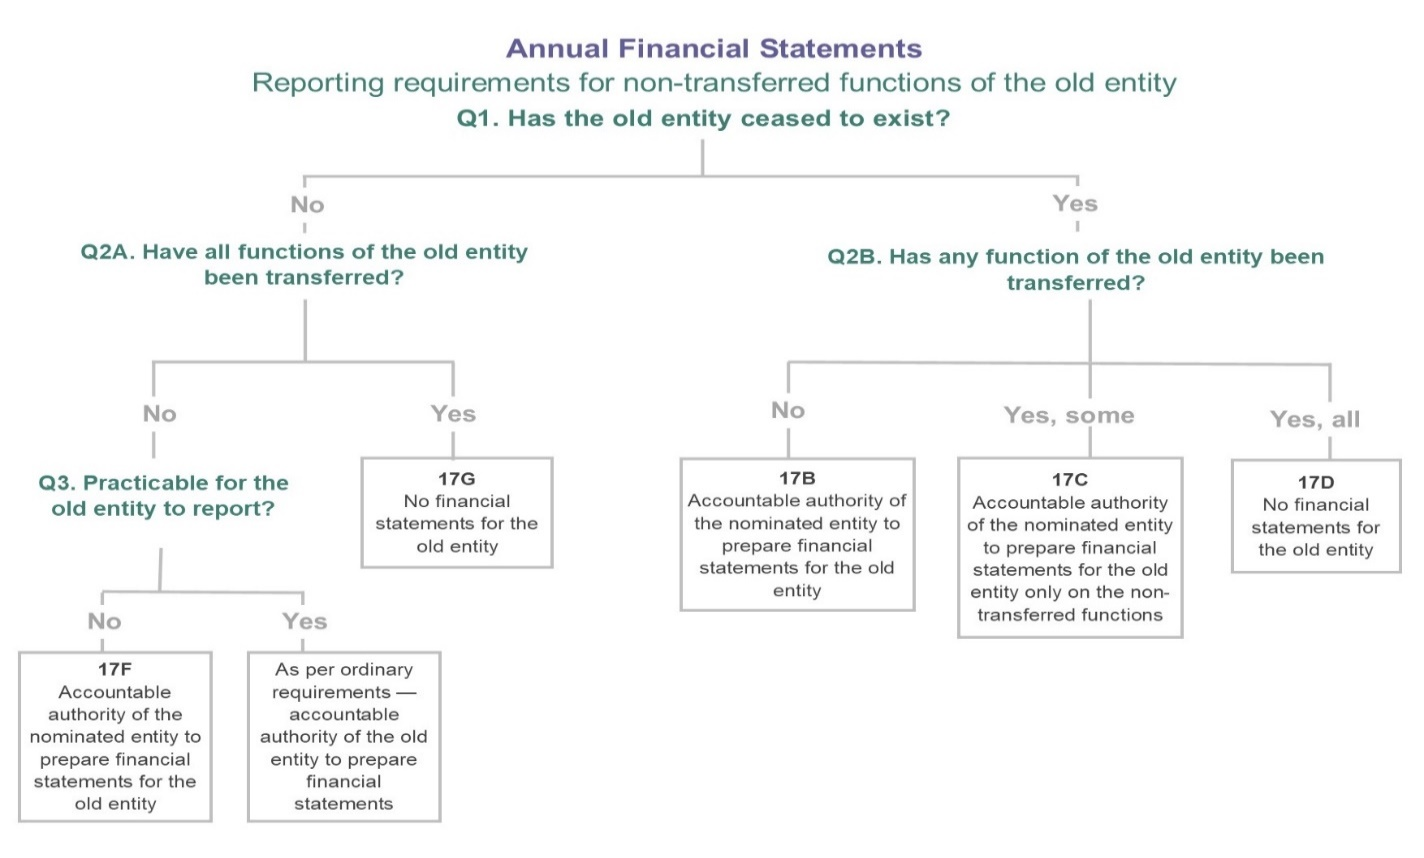 Annual Financial Statements
Reporting requirements for non-transferred functions of the old entity
Q1. Has the old entity ceased to exist?
No
Yes
Q2A. Have all functions of the old entity
been transferred?
Q2B. Has any function of the old entity been
transferred?
No
Yes
No
Yes, some
Yes, all
Q3. Practicable for the
old entity to report?
17G
No financial
statements for the
old entity
17B
Accountable authority of
the nominated entity to
prepare financial
statements for the old
entity
17C
Accountable authority
of the nominated entity
to prepare financial
statements for the old
entity only on the non-
transferred functions
17D
No financial
statements for
the old entity
No
Yes
17F
Accountable
authority of the
nominated entity to
prepare financial
statements for the
old entity
As per ordinary
requirements —
accountable
authority of the old
entity to prepare
financial
statements